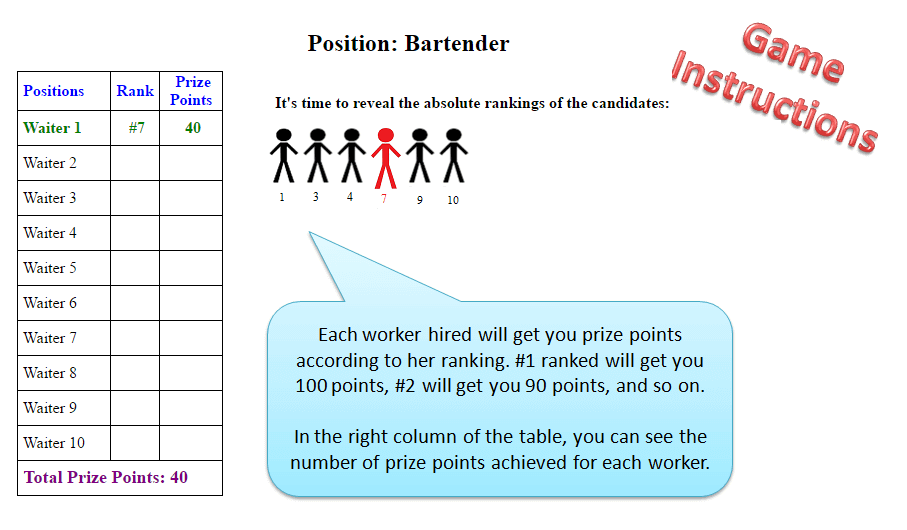 Position: Bartender
Game
Instructions
Positions Rank Prize Points
Waiter 1 #7 40
Waiter 2
Waiter 3
Waiter 4
Waiter 5
Waiter 6
Waiter 7
Waiter 8
Waiter 9
Waiter 10
Total Prize Points: 40
It's time to reveal the absolute rankings of the candidates:
1 3 4 7 9 10
Each worker hired will get you prize points
according to her ranking. #1 ranked will get you
100 points, #2 will get you 90 points, and so on.
In the right column of the table, you can see the
number of prize points achieved for each worker.